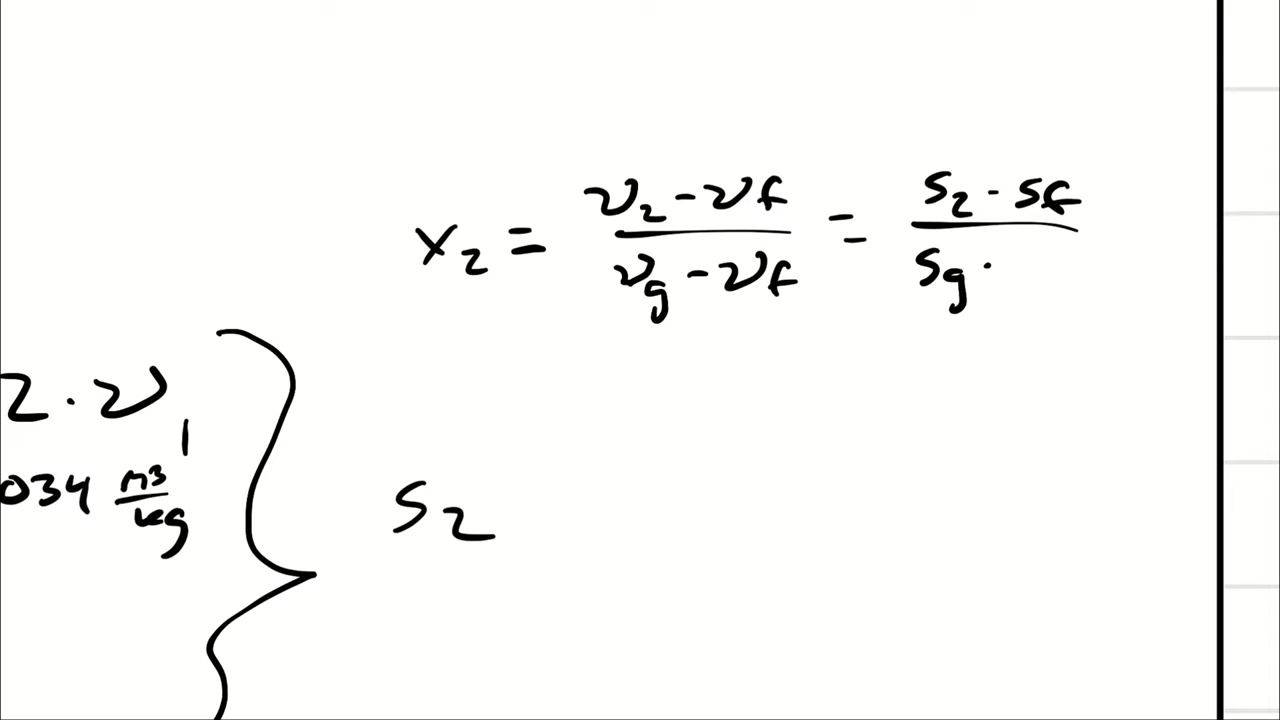 x₂ = (v₂ - vf)/(vg - vf) = (s₂ - sf)/(sg ·
2 · v₁
034 m³/kg
s₂